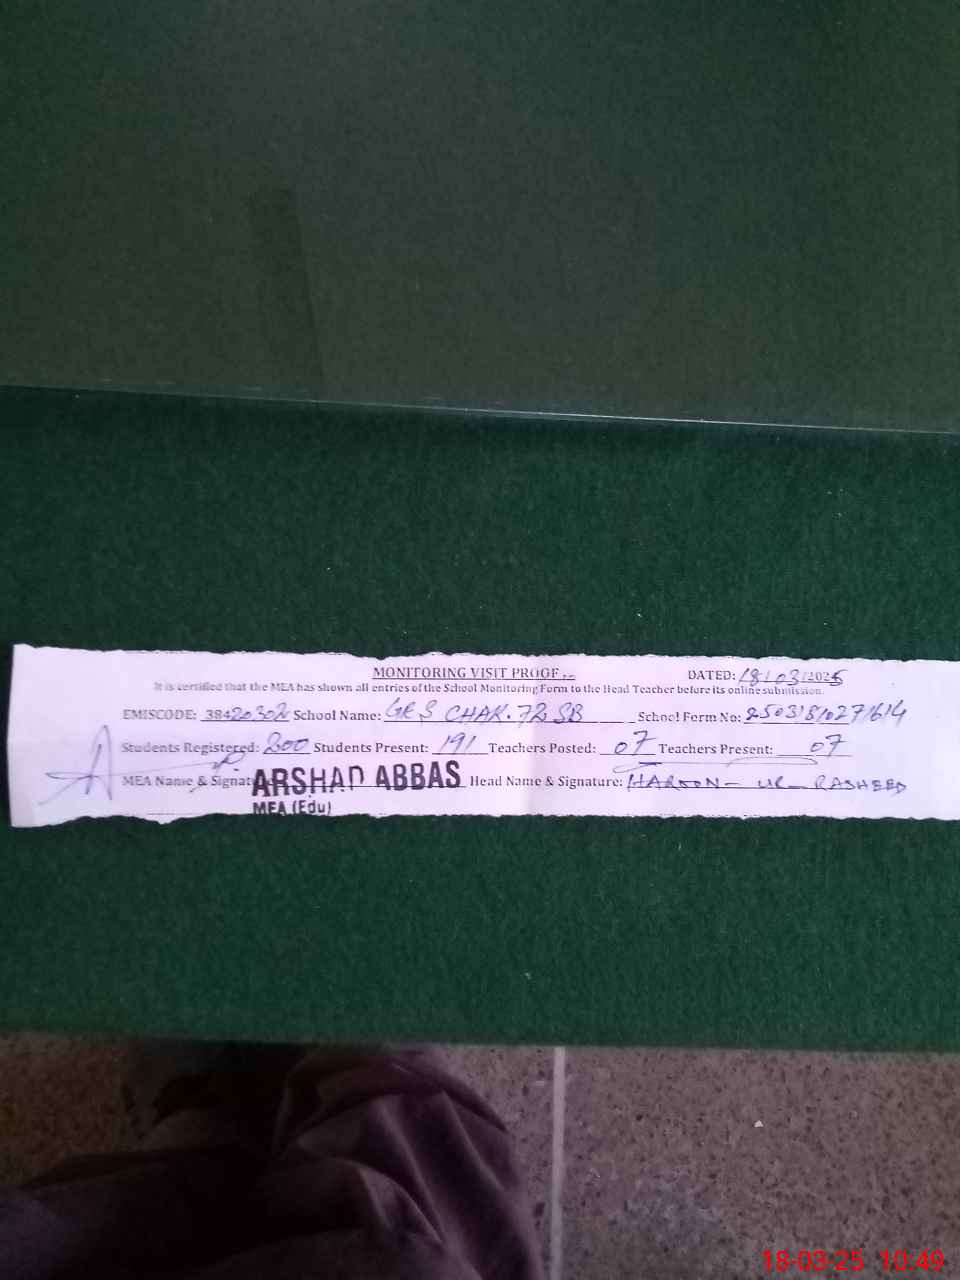 MONITORING VISIT PROOF
DATED: 18/03/2025
It is certified that the MEA has shown all entries of the School Monitoring Form to the Head Teacher before its online submission.
EMISCODE: 38420302 School Name: GES CHAK.72 SB School Form No: 25031810271614
Students Registered: 200 Students Present: 191 Teachers Posted: 07 Teachers Present: 07
MEA Name & Signature ARSHAD ABBAS Head Name & Signature: HAROON-UR-RASHEED
MEA (Edu)
18-03-25 10:49